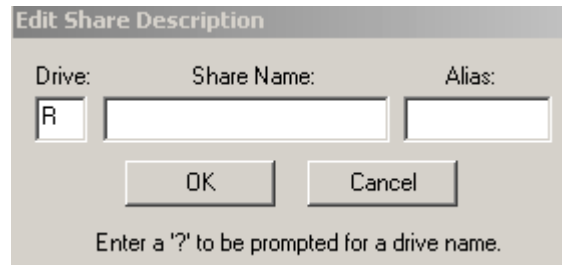 Edit Share Description
Drive: Share Name: Alias:
R
OK Cancel
Enter a '?' to be prompted for a drive name.